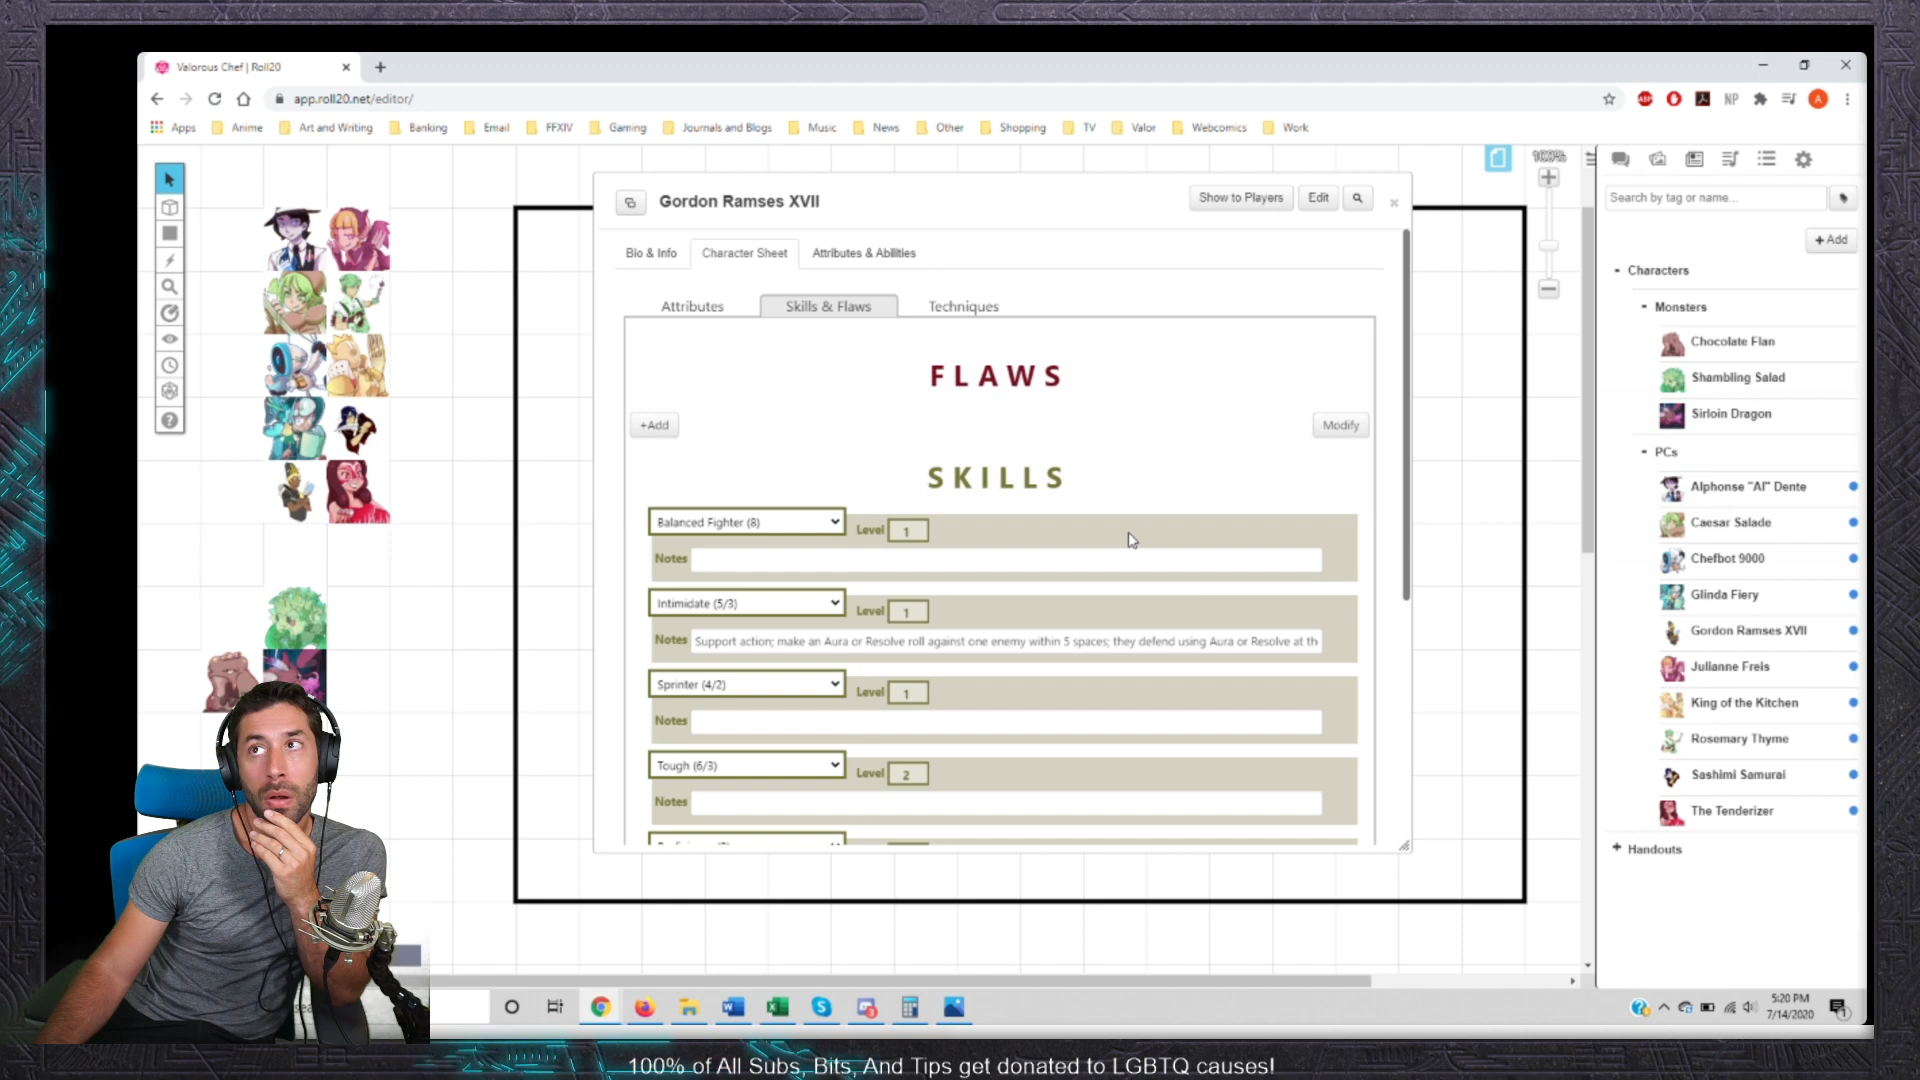 Valorous Chef | Roll20
app.roll20.net/editor/
ABP
NP
A
Apps
Anime
Art and Writing
Banking
Email
FFXIV
Gaming
Journals and Blogs
Music
News
Other
Shopping
TV
Valor
Webcomics
Work
100%
Gordon Ramses XVII
Show to Players
Edit
Search by tag or name...
+ Add
Bio & Info
Character Sheet
Attributes & Abilities
Attributes
Skills & Flaws
Techniques
FLAWS
+Add
Modify
SKILLS
Balanced Fighter (8)
Level 1
Notes
Intimidate (5/3)
Level 1
Notes Support action; make an Aura or Resolve roll against one enemy within 5 spaces; they defend using Aura or Resolve at th
Sprinter (4/2)
Level 1
Notes
Tough (6/3)
Level 2
Notes
Characters
Monsters
Chocolate Flan
Shambling Salad
Sirloin Dragon
PCs
Alphonse "Al" Dente
Caesar Salade
Chefbot 9000
Glinda Fiery
Gordon Ramses XVII
Julianne Freis
King of the Kitchen
Rosemary Thyme
Sashimi Samurai
The Tenderizer
+ Handouts
5:20 PM
7/14/2020
100% of All Subs, Bits, And Tips get donated to LGBTQ causes!